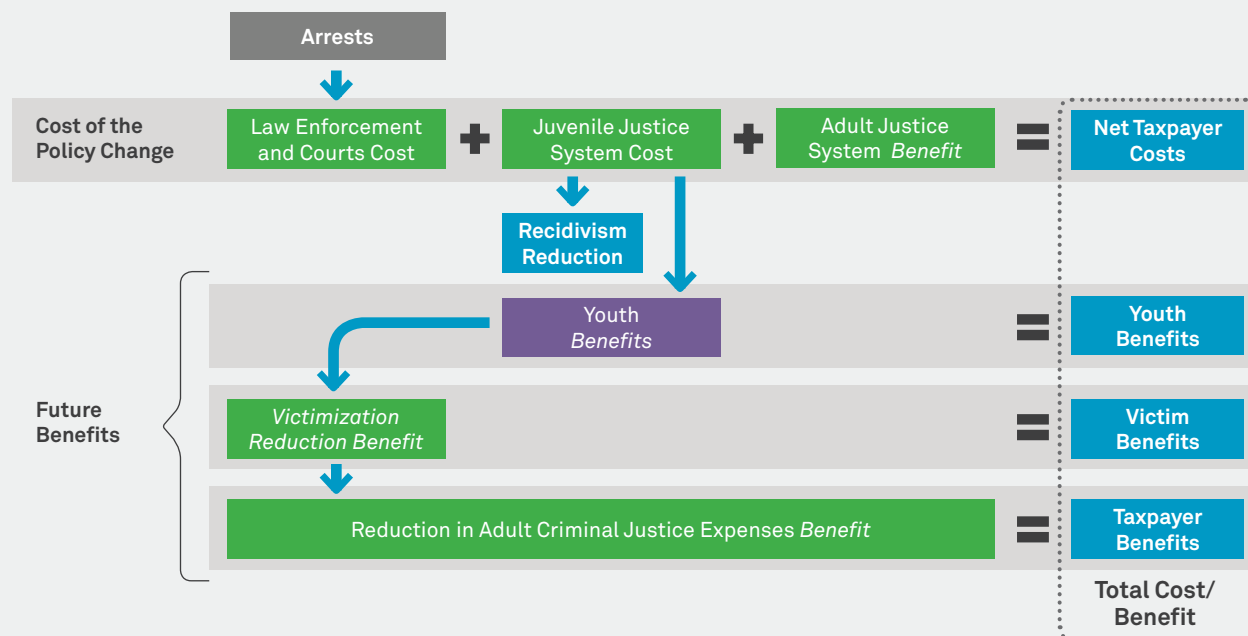 Arrests
Cost of the
Policy Change
Law Enforcement
and Courts Cost
+
Juvenile Justice
System Cost
+
Adult Justice
System Benefit
=
Net Taxpayer
Costs
Recidivism
Reduction
Future
Benefits
Youth
Benefits
=
Youth
Benefits
Victimization
Reduction Benefit
=
Victim
Benefits
Reduction in Adult Criminal Justice Expenses Benefit
=
Taxpayer
Benefits
Total Cost/
Benefit